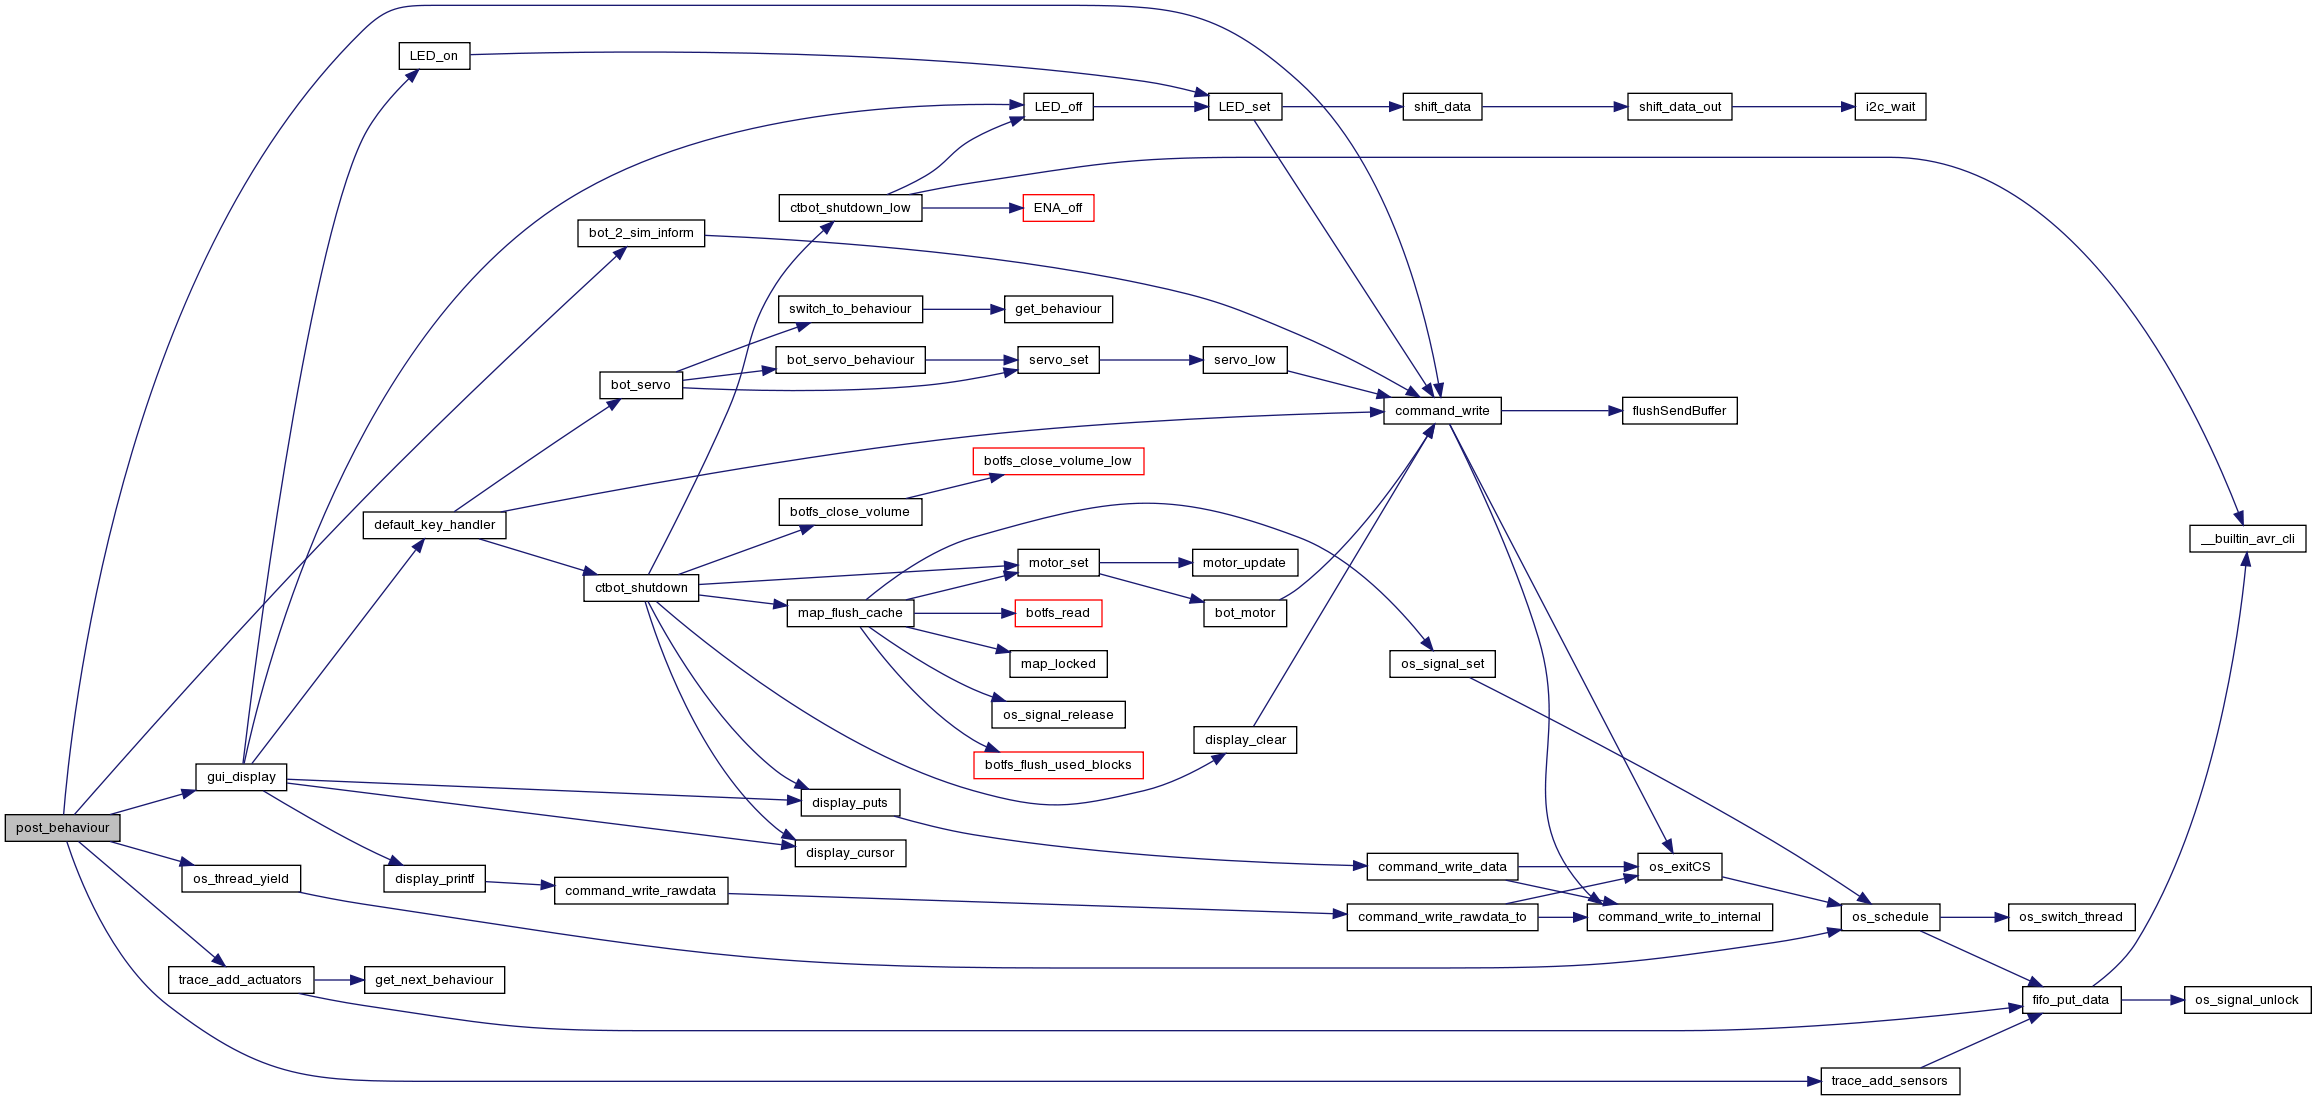 LED_on
LED_off
LED_set
shift_data
shift_data_out
i2c_wait
ctbot_shutdown_low
ENA_off
bot_2_sim_inform
switch_to_behaviour
get_behaviour
bot_servo_behaviour
servo_set
servo_low
bot_servo
command_write
flushSendBuffer
botfs_close_volume_low
botfs_close_volume
default_key_handler
__builtin_avr_cli
motor_set
motor_update
ctbot_shutdown
map_flush_cache
botfs_read
bot_motor
map_locked
os_signal_set
os_signal_release
display_clear
botfs_flush_used_blocks
gui_display
display_puts
post_behaviour
display_cursor
os_thread_yield
display_printf
command_write_data
os_exitCS
command_write_rawdata
command_write_rawdata_to
command_write_to_internal
os_schedule
os_switch_thread
trace_add_actuators
get_next_behaviour
fifo_put_data
os_signal_unlock
trace_add_sensors